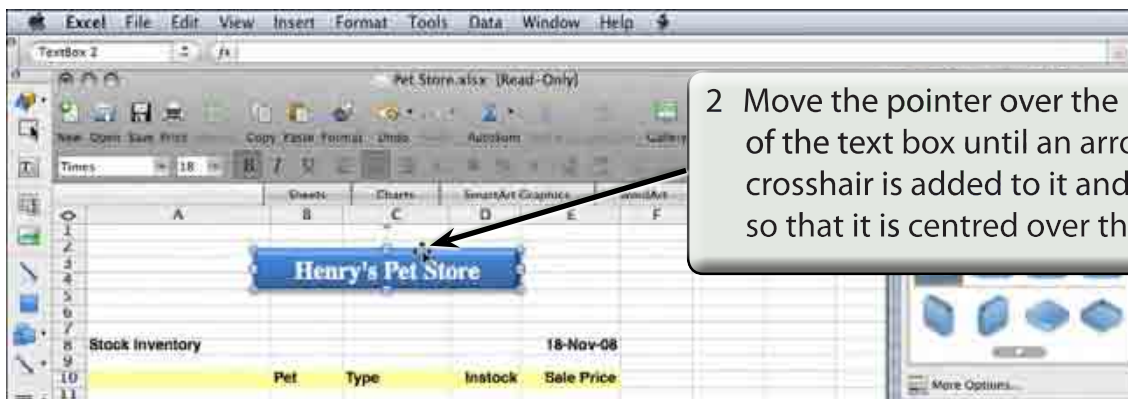 Excel File Edit View Insert Format Tools Data Window Help
TextBox 2 fx
Pet Store.xlsx [Read-Only]
New Open Save Print Copy Paste Format Undo AutoSum Gallery
Times 18 B I U
Sheets Charts SmartArt Graphics WordArt
A B C D E F
1
2
3
4
5
6
7
8
9
10
11
Henry's Pet Store
Stock Inventory 18-Nov-08
Pet Type Instock Sale Price
2 Move the pointer over the
of the text box until an arro
crosshair is added to it and
so that it is centred over th
More Options...